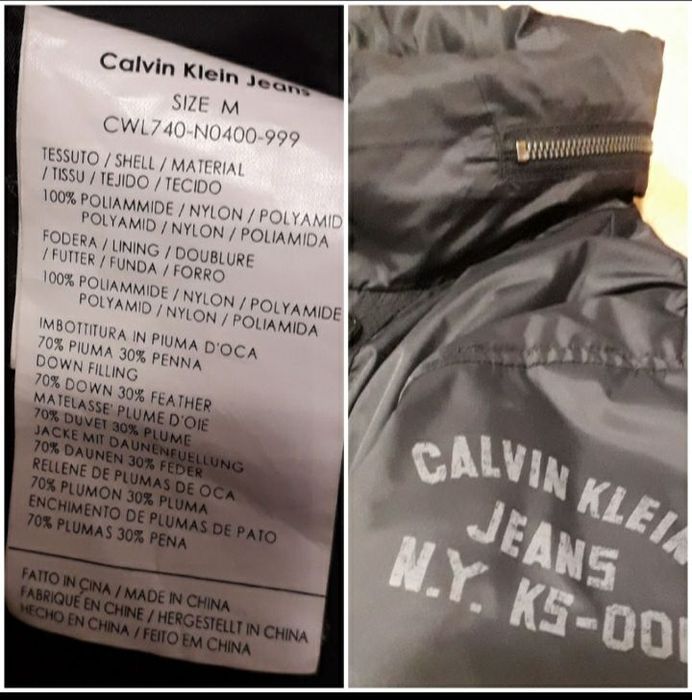 Calvin Klein Jeans
SIZE M
CWL740-N0400-999
TESSUTO / SHELL / MATERIAL
/ TISSU / TEJIDO / TECIDO
100% POLIAMMIDE / NYLON / POLYAMID
POLYAMID / NYLON / POLIAMIDA
FODERA / LINING / DOUBLURE
/ FUTTER / FUNDA / FORRO
100% POLIAMMIDE / NYLON / POLYAMIDE
POLYAMID / NYLON / POLIAMIDA
IMBOTTITURA IN PIUMA D'OCA
70% PIUMA 30% PENNA
DOWN FILLING
70% DOWN 30% FEATHER
MATELASSE' PLUME D'OIE
70% DUVET 30% PLUME
JACKE MIT DAUNENFUELLUNG
70% DAUNEN 30% FEDER
RELLENE DE PLUMAS DE OCA
70% PLUMON 30% PLUMA
ENCHIMENTO DE PLUMAS DE PATO
70% PLUMAS 30% PENA
FATTO IN ÇINA / MADE IN CHINA
FABRIQUÉ EN CHINE / HERGESTELLT IN CHINA
HECHO EN CHINA / FEITO EM CHINA
CALVIN KLEIN
JEANS
N.Y. KS-001